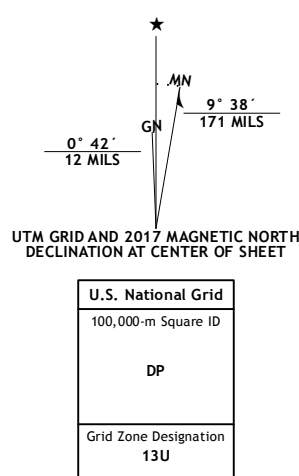 ★
MN
GN
9° 38´
171 MILS
0° 42´
12 MILS
UTM GRID AND 2017 MAGNETIC NORTH
DECLINATION AT CENTER OF SHEET
U.S. National Grid
100,000-m Square ID
DP
Grid Zone Designation
13U